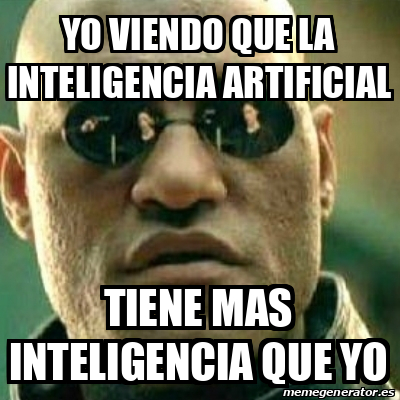 YO VIENDO QUE LA
INTELIGENCIA ARTIFICIAL
TIENE MAS
INTELIGENCIA QUE YO
memegenerator.es